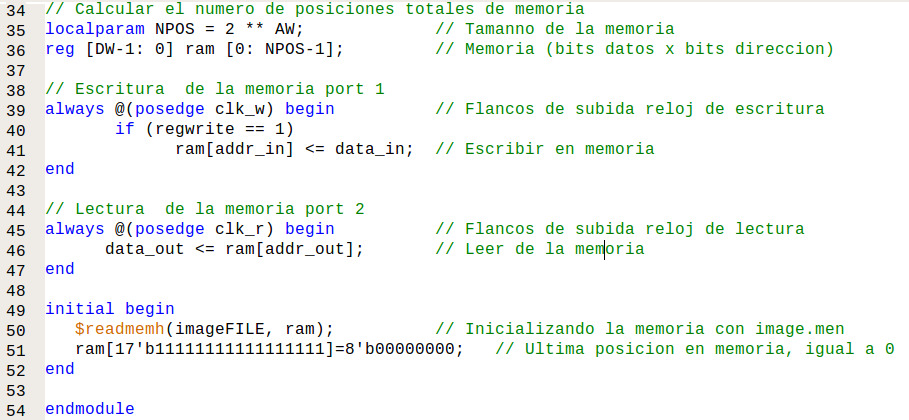 34 // Calcular el numero de posiciones totales de memoria
35 localparam NPOS = 2 ** AW; // Tamanno de la memoria
36 reg [DW-1: 0] ram [0: NPOS-1]; // Memoria (bits datos x bits direccion)
37
38 // Escritura  de la memoria port 1
39 always @(posedge clk_w) begin // Flancos de subida reloj de escritura
40 if (regwrite == 1)
41 ram[addr_in] <= data_in; // Escribir en memoria
42 end
43
44 // Lectura  de la memoria port 2
45 always @(posedge clk_r) begin // Flancos de subida reloj de lectura
46 data_out <= ram[addr_out]; // Leer de la memoria
47 end
48
49 initial begin
50 $readmemh(imageFILE, ram); // Inicializando la memoria con image.men
51 ram[17'b11111111111111111]=8'b00000000; // Ultima posicion en memoria, igual a 0
52 end
53
54 endmodule